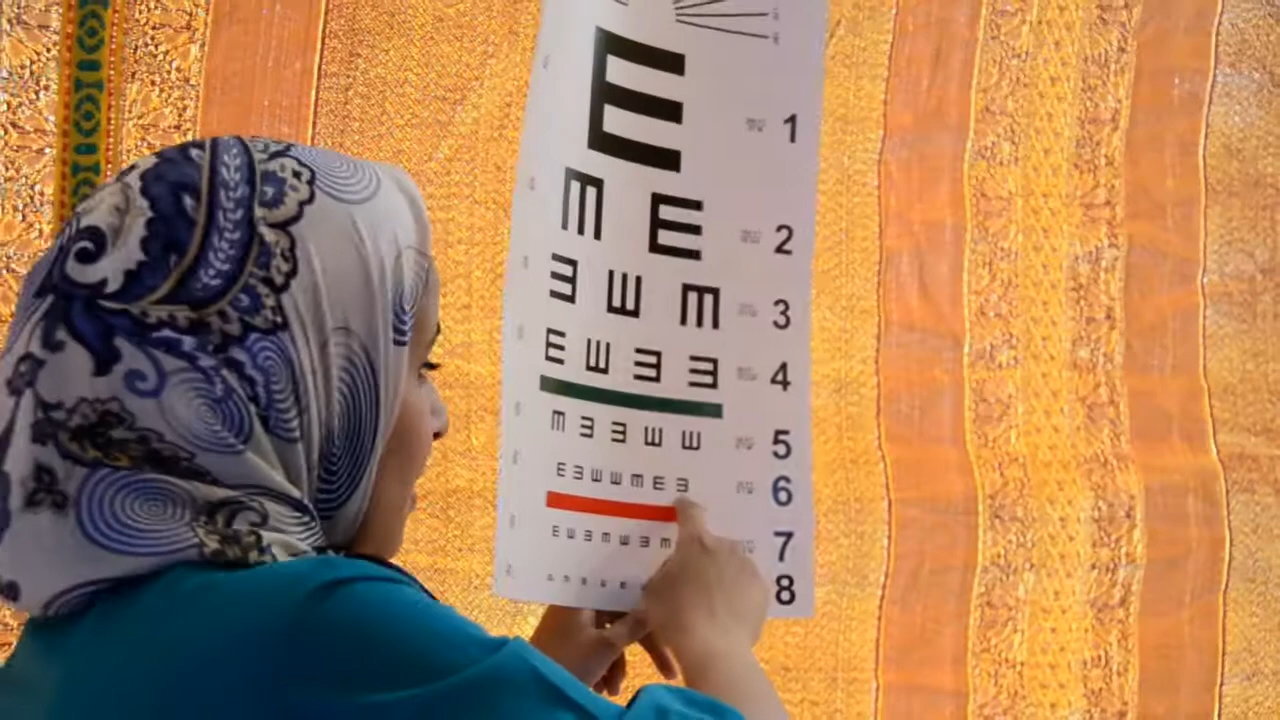 E 1
M E 2
Ǝ Ш M 3
E Ш Ǝ Ǝ 4
M Ǝ Ǝ Ш Ш 5
E Ǝ Ш Ш M E Ǝ 6
E Ш Ǝ M Ш Ǝ M 7
8